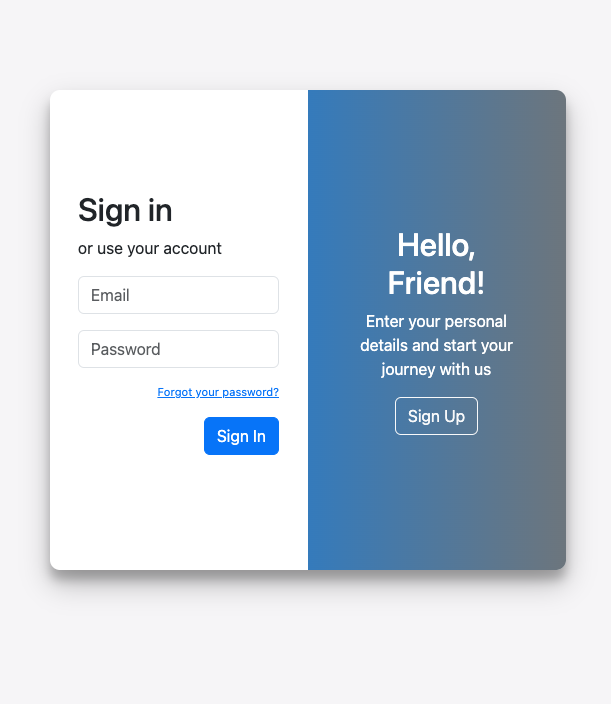 Sign in
or use your account
Email
Password
Forgot your password?
Sign In
Hello,
Friend!
Enter your personal
details and start your
journey with us
Sign Up